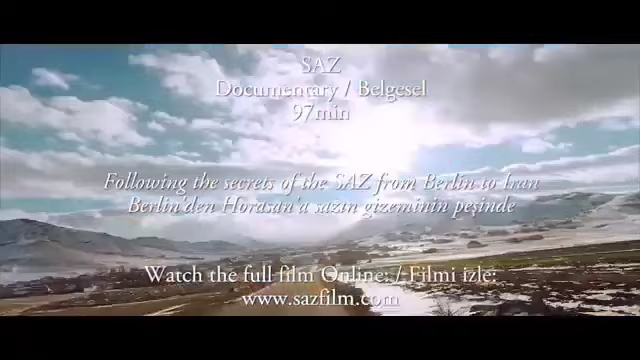 SAZ
Documentary / Belgesel
97min
Following the secrets of the SAZ from Berlin to Iran
Berlin'den Horasan'a sazın gizeminin peşinde
Watch the full film Online: / Filmi izle:
www.sazfilm.com